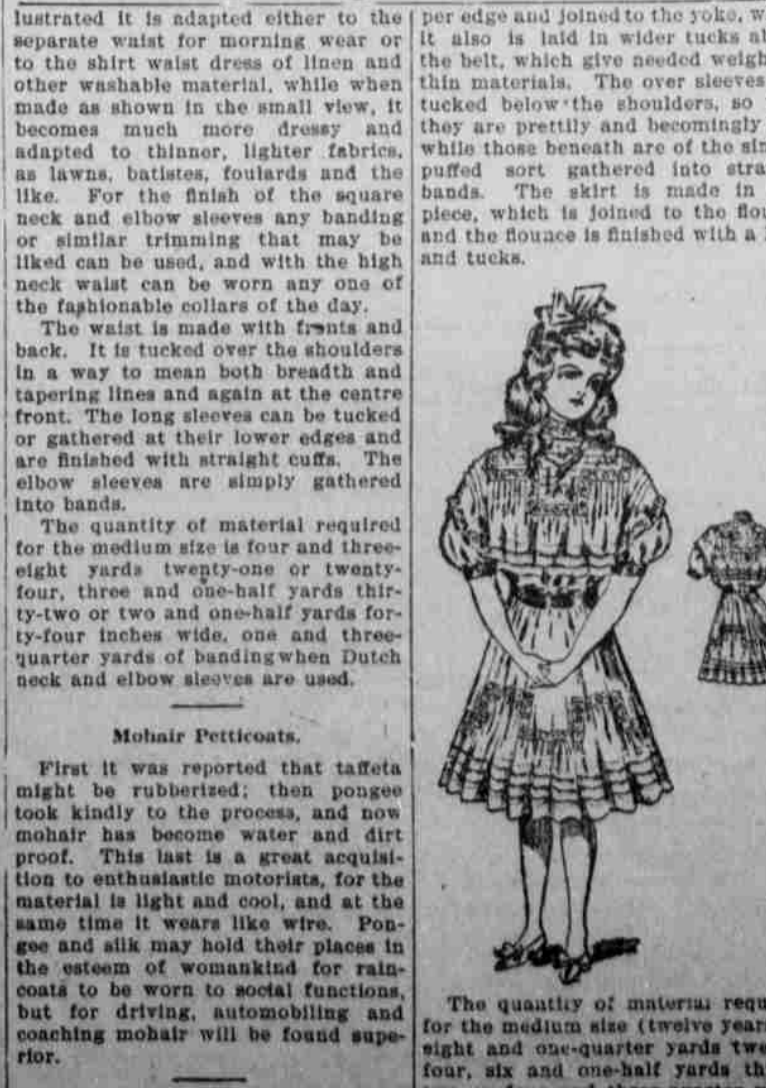 lustrated it is adapted either to the
separate waist for morning wear or
to the shirt waist dress of linen and
other washable material, while when
made as shown in the small view, it
becomes much more dressy and
adapted to thinner, lighter fabrics,
as lawns, batistes, foulards and the
like. For the finish of the square
neck and elbow sleeves any banding
or similar trimming that may be
liked can be used, and with the high
neck waist can be worn any one of
the fashionable collars of the day.
The waist is made with fronts and
back. It is tucked over the shoulders
in a way to mean both breadth and
tapering lines and again at the centre
front. The long sleeves can be tucked
or gathered at their lower edges and
are finished with straight cuffs. The
elbow sleeves are simply gathered
into bands.
The quantity of material required
for the medium size is four and three-
eight yards twenty-one or twenty-
four, three and one-half yards thir-
ty-two or two and one-half yards for-
ty-four inches wide, one and three-
quarter yards of banding when Dutch
neck and elbow sleeves are used.
Mohair Petticoats.
First it was reported that taffeta
might be rubberized; then pongee
took kindly to the process, and now
mohair has become water and dirt
proof. This last is a great acquisi-
tion to enthusiastic motorists, for the
material is light and cool, and at the
same time it wears like wire. Pon-
gee and silk may hold their places in
the esteem of womankind for rain-
coats to be worn to social functions,
but for driving, automobiling and
coaching mohair will be found supe-
rior.
per edge and joined to the yoke,
it also is laid in wider tucks
the belt, which give needed
thin materials. The over sleeves
tucked below the shoulders, so
they are prettily and becomingly
while those beneath are of the
puffed sort gathered into
bands. The skirt is made in
piece, which is joined to the
and the flounce is finished with a
and tucks.
The quantity of material
for the medium size (twelve
eight and one-quarter yards
four, six and one-half yards